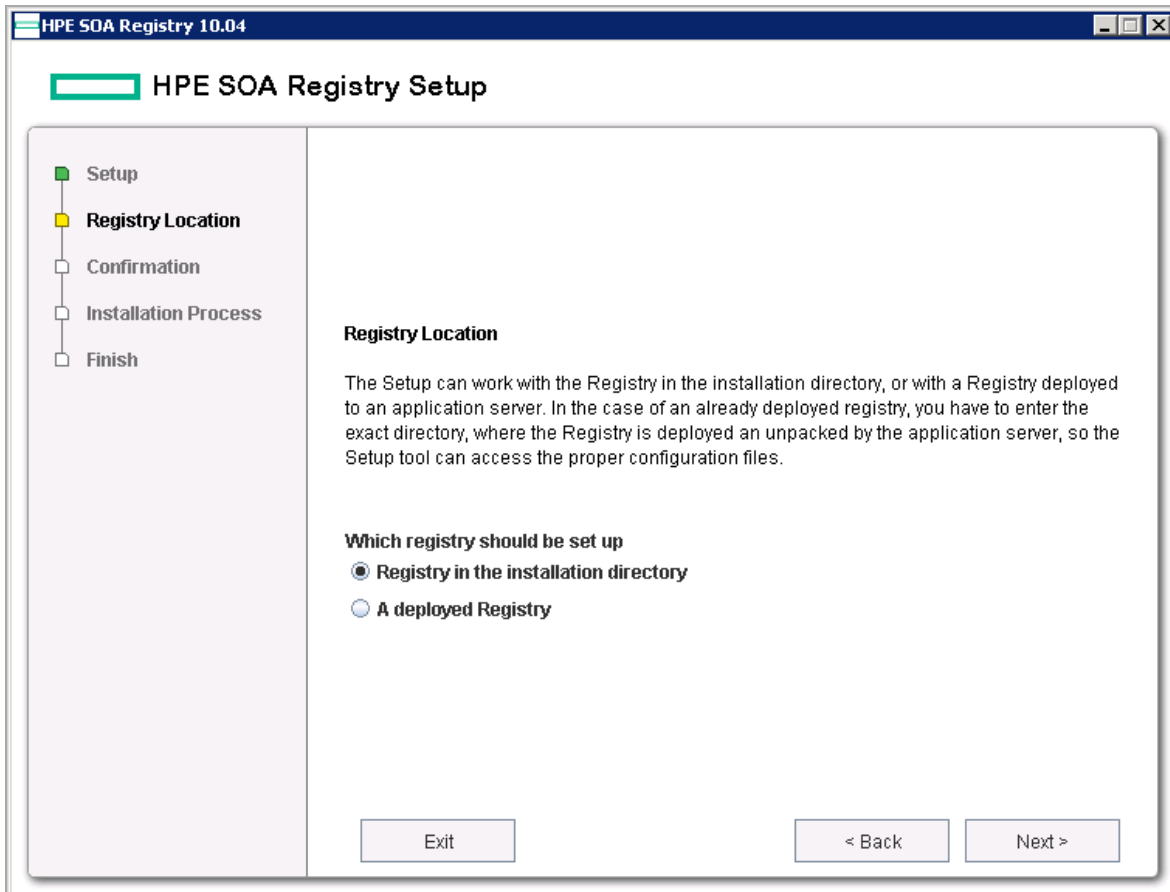 HPE SOA Registry 10.04
HPE SOA Registry Setup
Setup
Registry Location
Confirmation
Installation Process
Finish
Registry Location
The Setup can work with the Registry in the installation directory, or with a Registry deployed
to an application server. In the case of an already deployed registry, you have to enter the
exact directory, where the Registry is deployed an unpacked by the application server, so the
Setup tool can access the proper configuration files.
Which registry should be set up
Registry in the installation directory
A deployed Registry
Exit
< Back
Next >